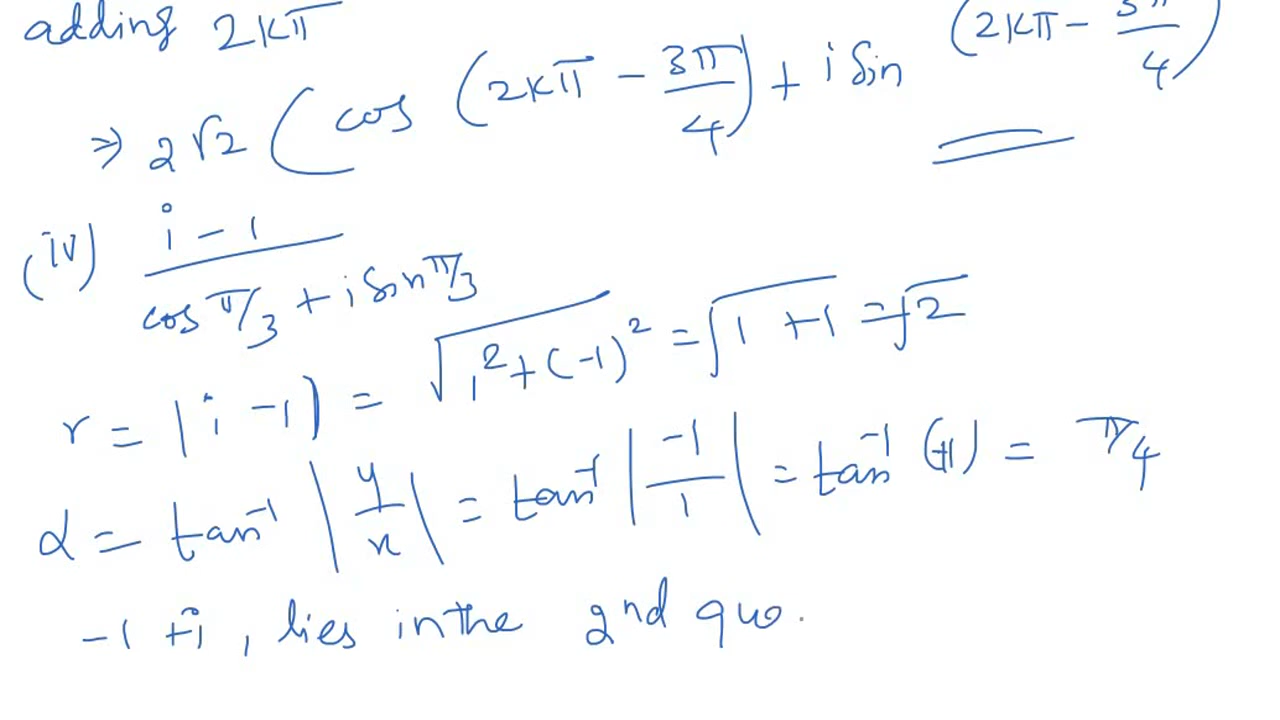 adding 2kπ
⇒ 2√2 ( cos (2kπ - 3π/4) + i Sin (2kπ - 3π/4)
(iv) i - 1 / cos π/3 + i Sin π/3
r = |i - 1| = √1² + (-1)² = √1 + 1 = √2
α = tan⁻¹ |y/x| = tan⁻¹ |-1/1| = tan⁻¹ (+1) = π/4
-1 + i, lies in the 2nd qua.